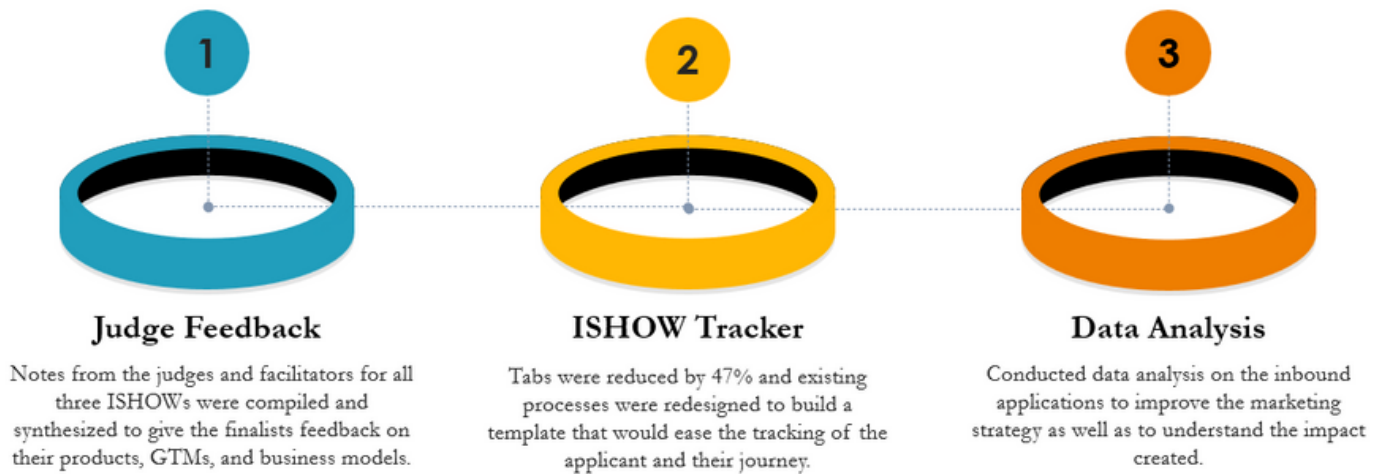 1
2
3
Judge Feedback
Notes from the judges and facilitators for all
three ISHOWs were compiled and
synthesized to give the finalists feedback on
their products, GTMs, and business models.
ISHOW Tracker
Tabs were reduced by 47% and existing
processes were redesigned to build a
template that would ease the tracking of the
applicant and their journey.
Data Analysis
Conducted data analysis on the inbound
applications to improve the marketing
strategy as well as to understand the impact
created.